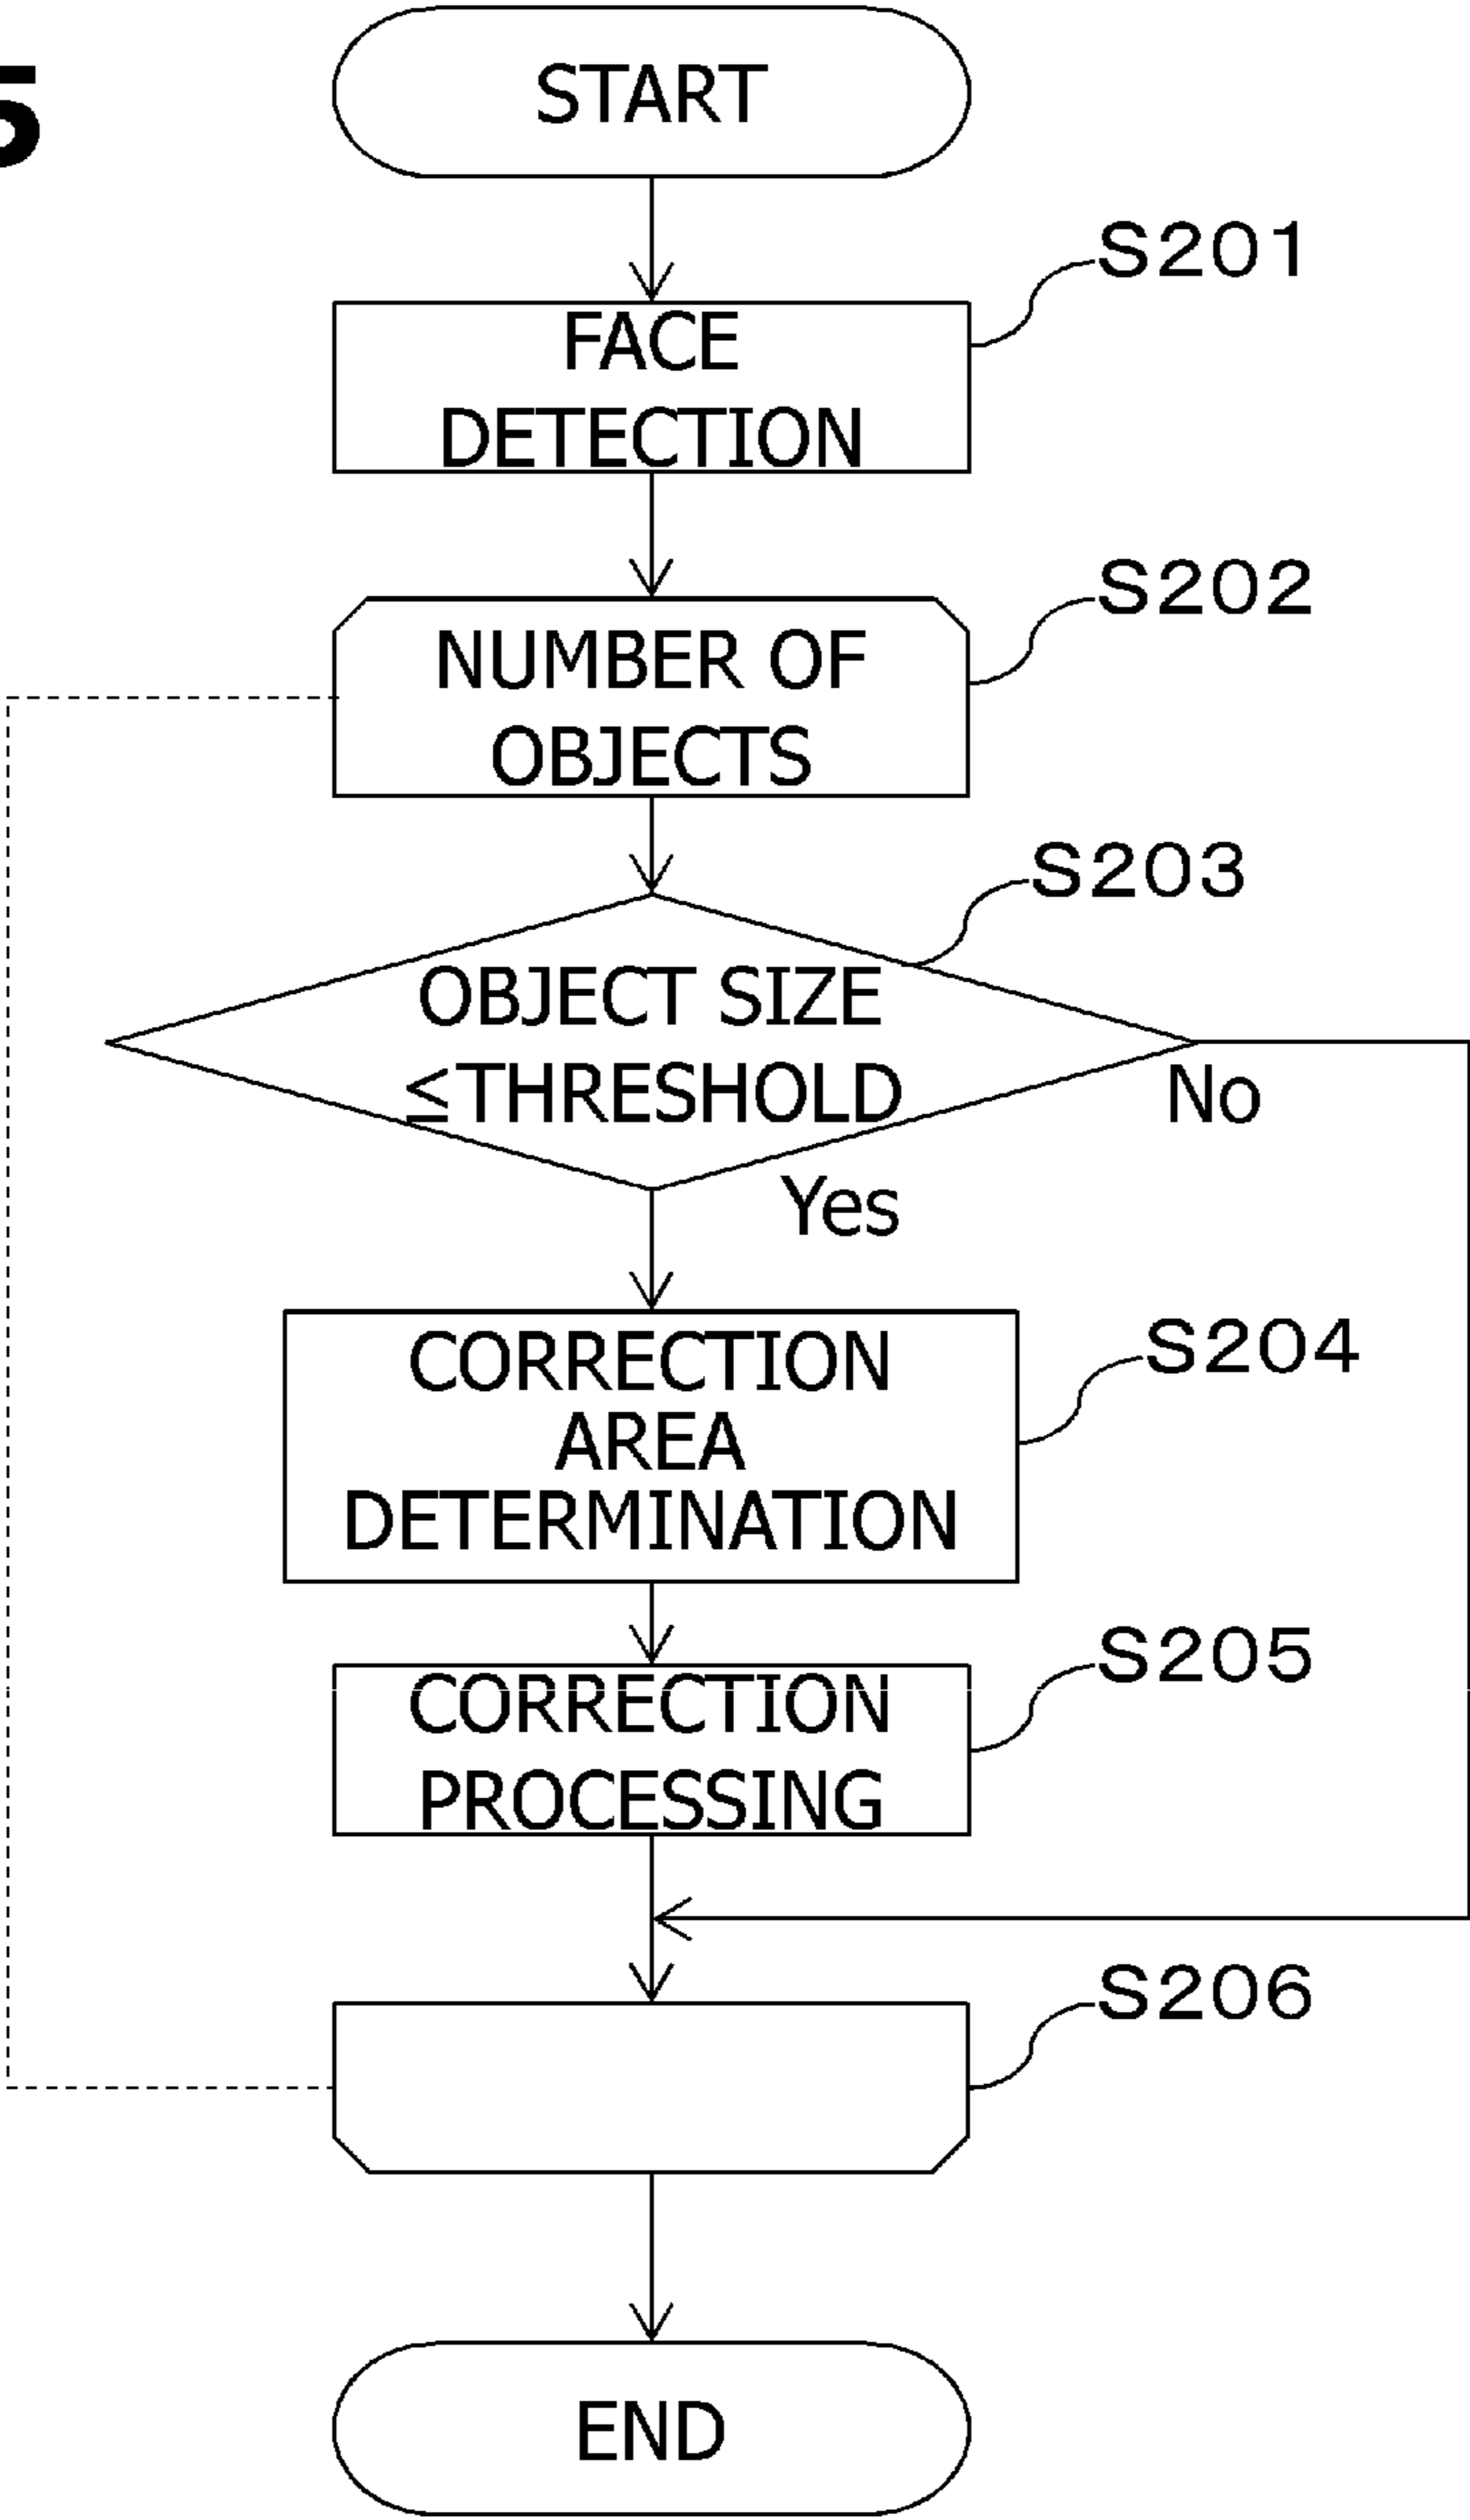 5
START
S201
FACE
DETECTION
S202
NUMBER OF
OBJECTS
S203
OBJECT SIZE
≤THRESHOLD
No
Yes
S204
CORRECTION
AREA
DETERMINATION
S205
CORRECTION
PROCESSING
S206
END